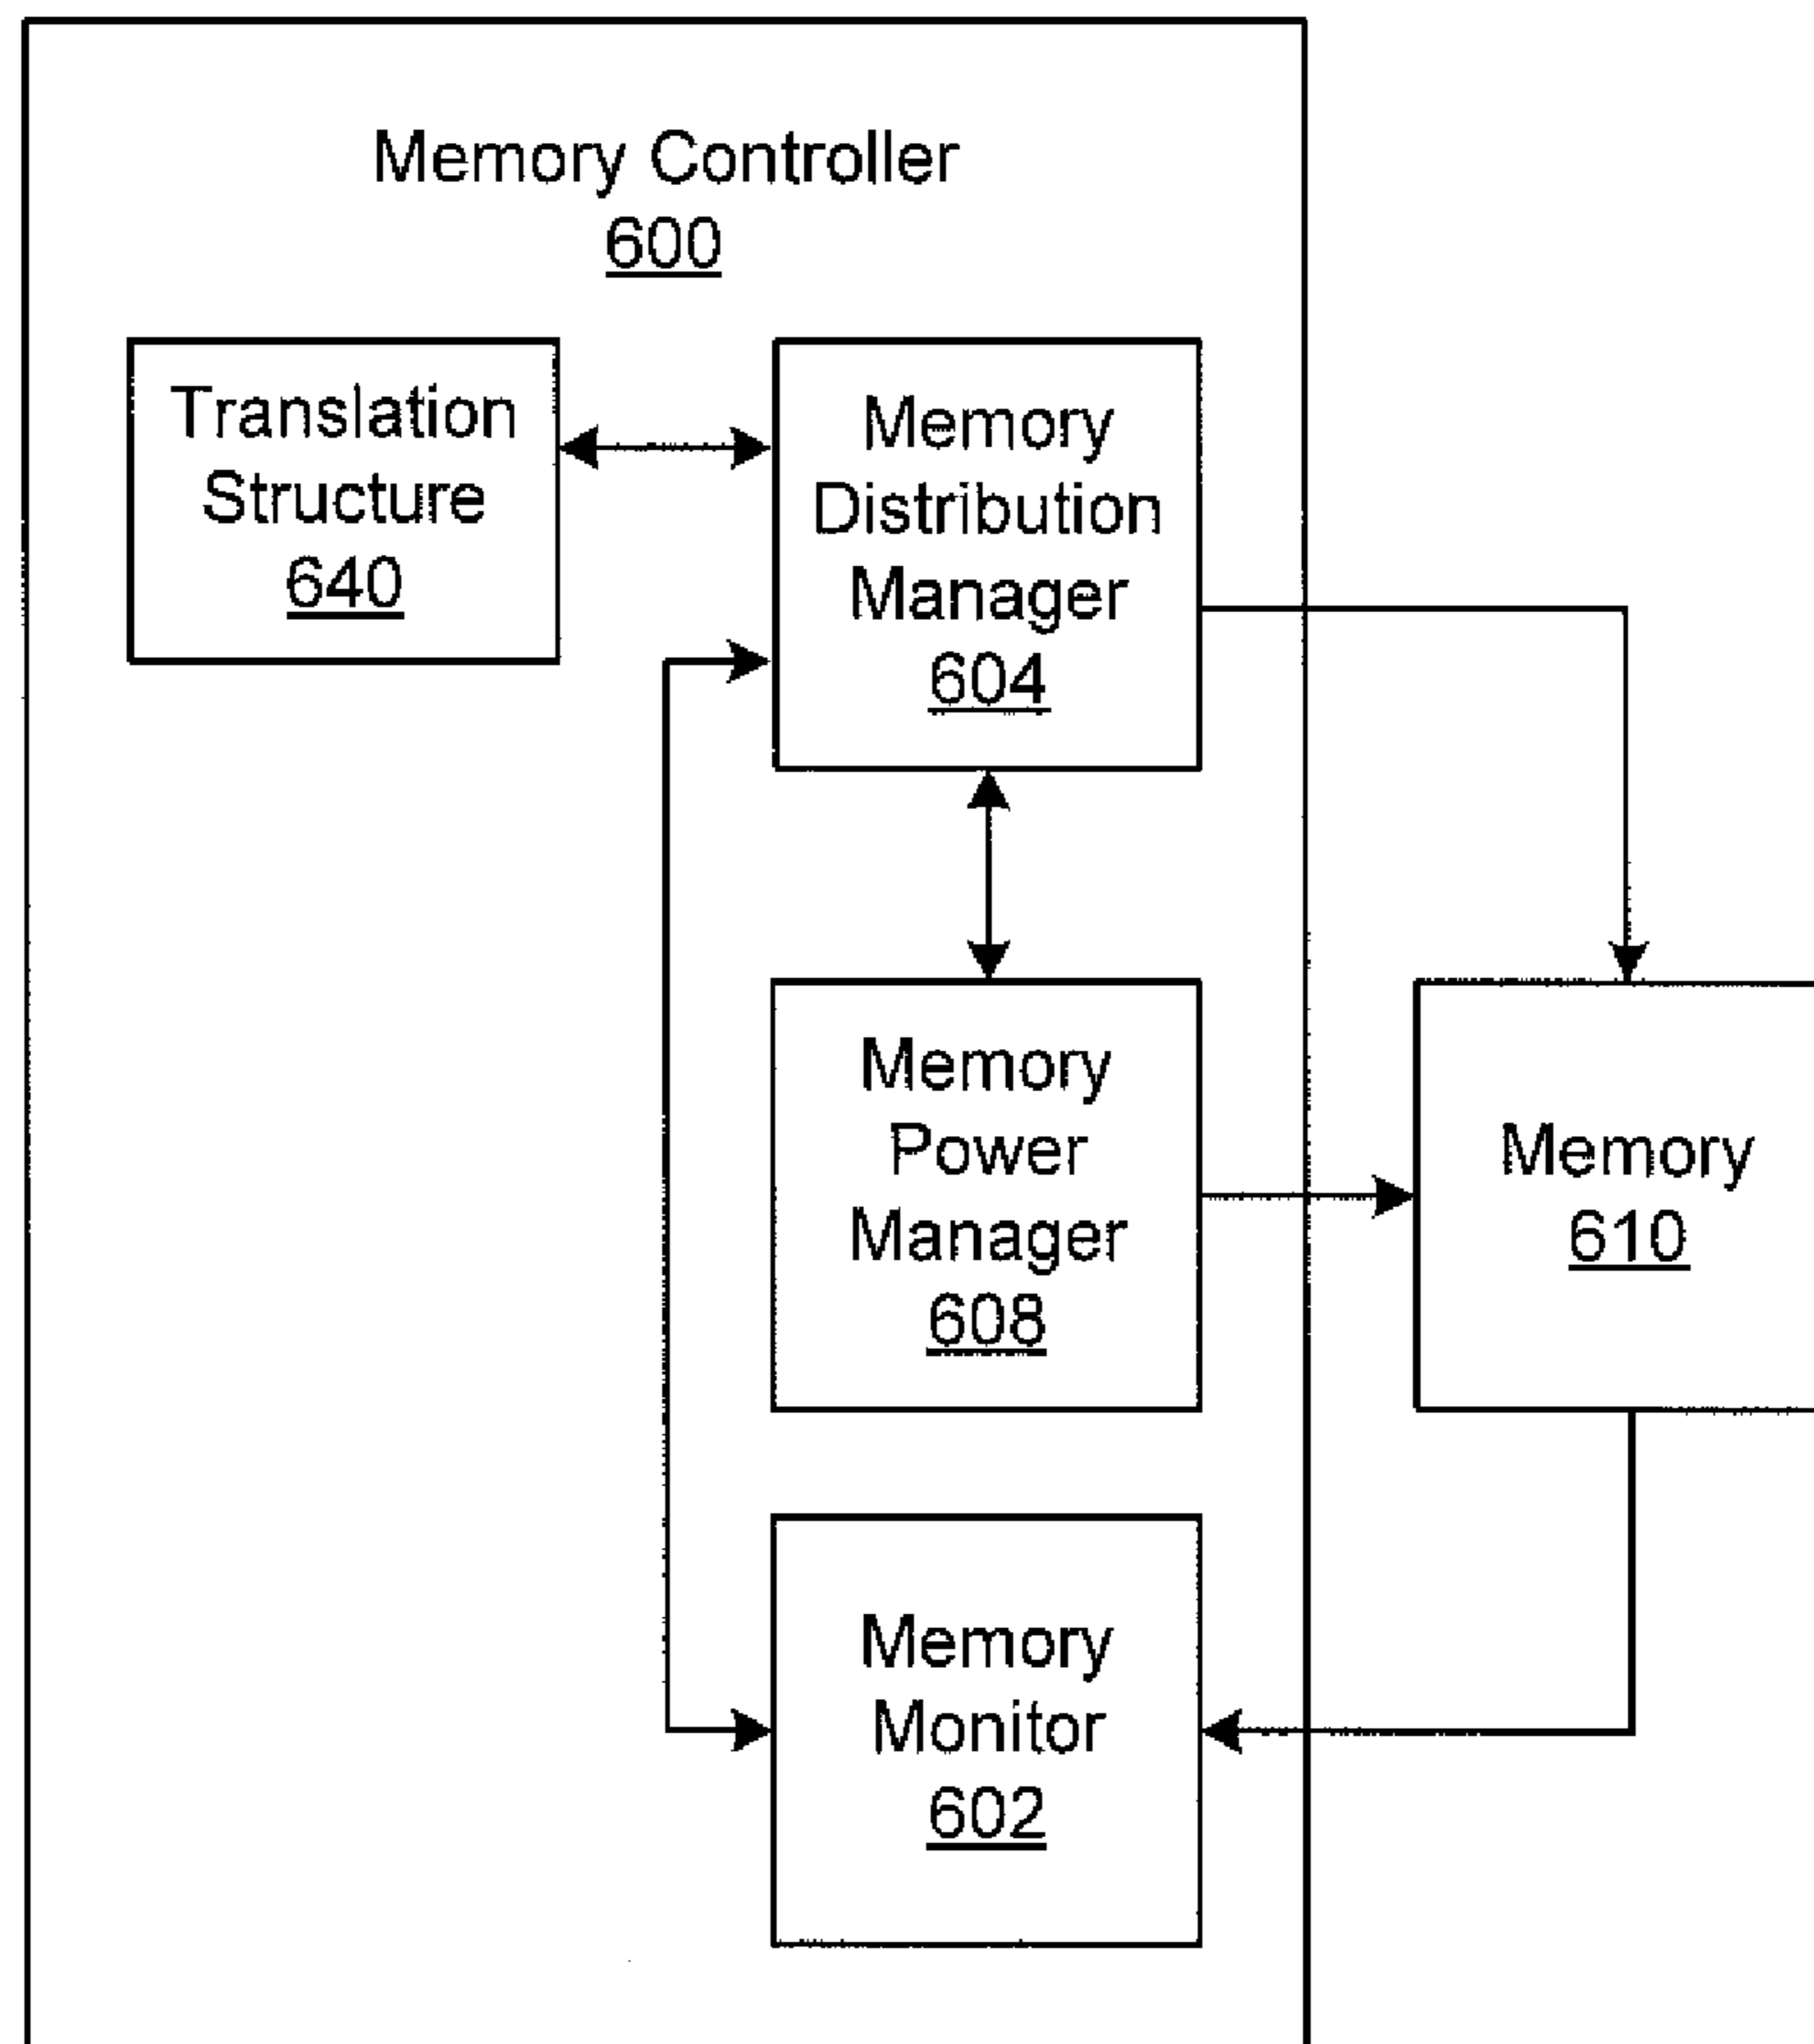 Memory Controller
600
Translation
Structure
640
Memory
Distribution
Manager
604
Memory
Power
Manager
608
Memory
610
Memory
Monitor
602